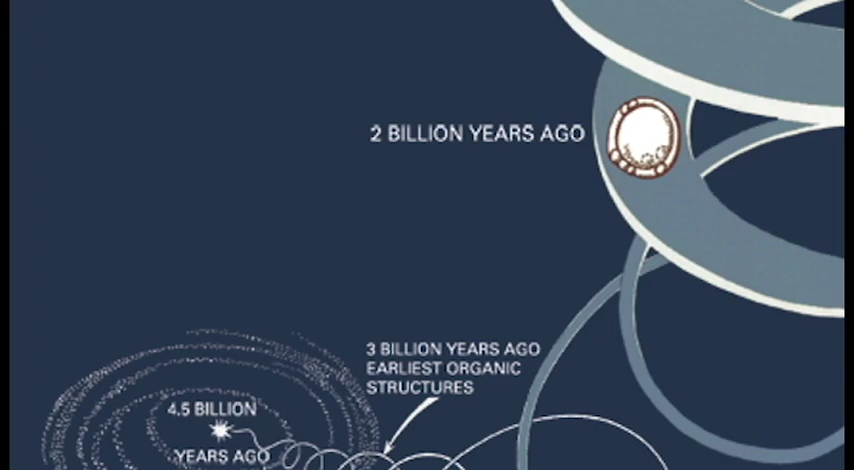 2 BILLION YEARS AGO
3 BILLION YEARS AGO
EARLIEST ORGANIC
STRUCTURES
4.5 BILLION
YEARS AGO